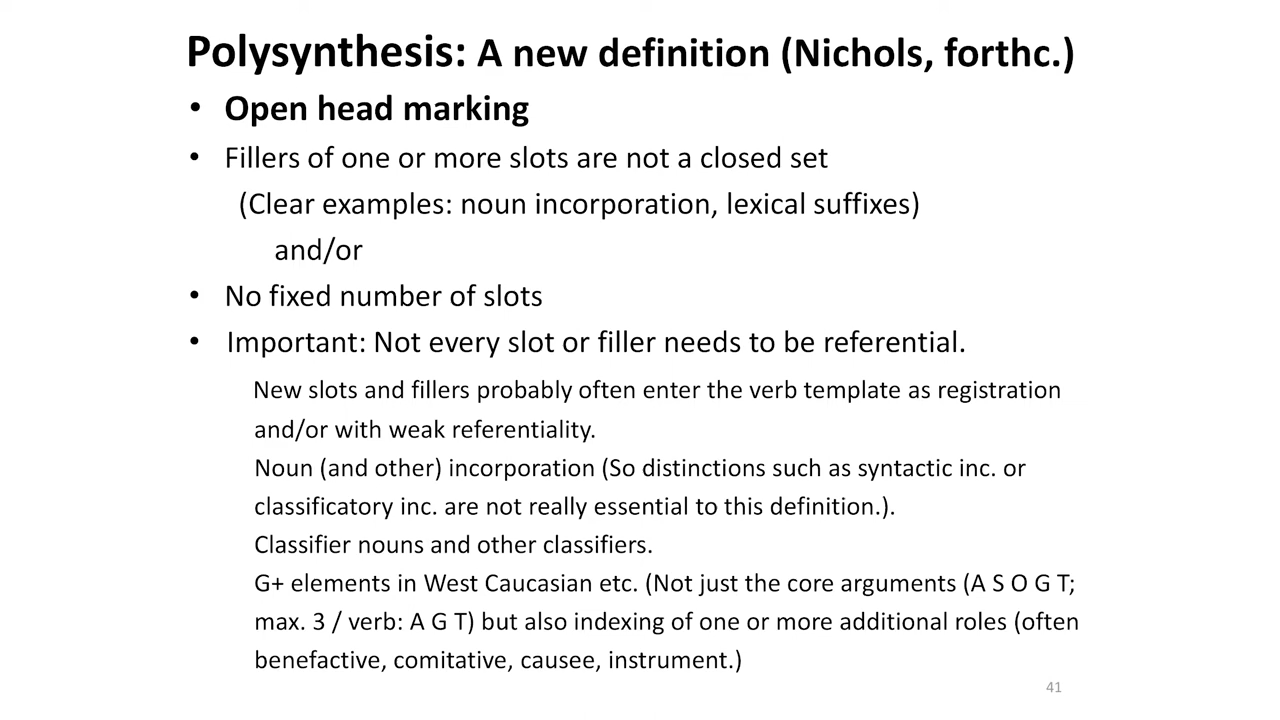 Polysynthesis: A new definition (Nichols, forthc.)
• Open head marking
• Fillers of one or more slots are not a closed set
(Clear examples: noun incorporation, lexical suffixes)
and/or
• No fixed number of slots
• Important: Not every slot or filler needs to be referential.
New slots and fillers probably often enter the verb template as registration
and/or with weak referentiality.
Noun (and other) incorporation (So distinctions such as syntactic inc. or
classificatory inc. are not really essential to this definition.).
Classifier nouns and other classifiers.
G+ elements in West Caucasian etc. (Not just the core arguments (A S O G T;
max. 3 / verb: A G T) but also indexing of one or more additional roles (often
benefactive, comitative, causee, instrument.)
41